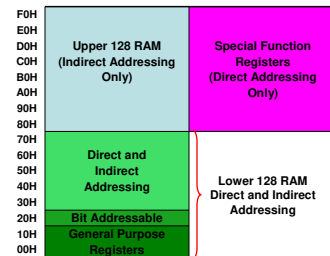 F0H
E0H
D0H
C0H
B0H
A0H
90H
80H
70H
60H
50H
40H
30H
20H
10H
00H
Upper 128 RAM
(Indirect Addressing
Only)
Special Function
Registers
(Direct Addressing
Only)
Direct and
Indirect
Addressing
Bit Addressable
General Purpose
Registers
Lower 128 RAM
Direct and Indirect
Addressing